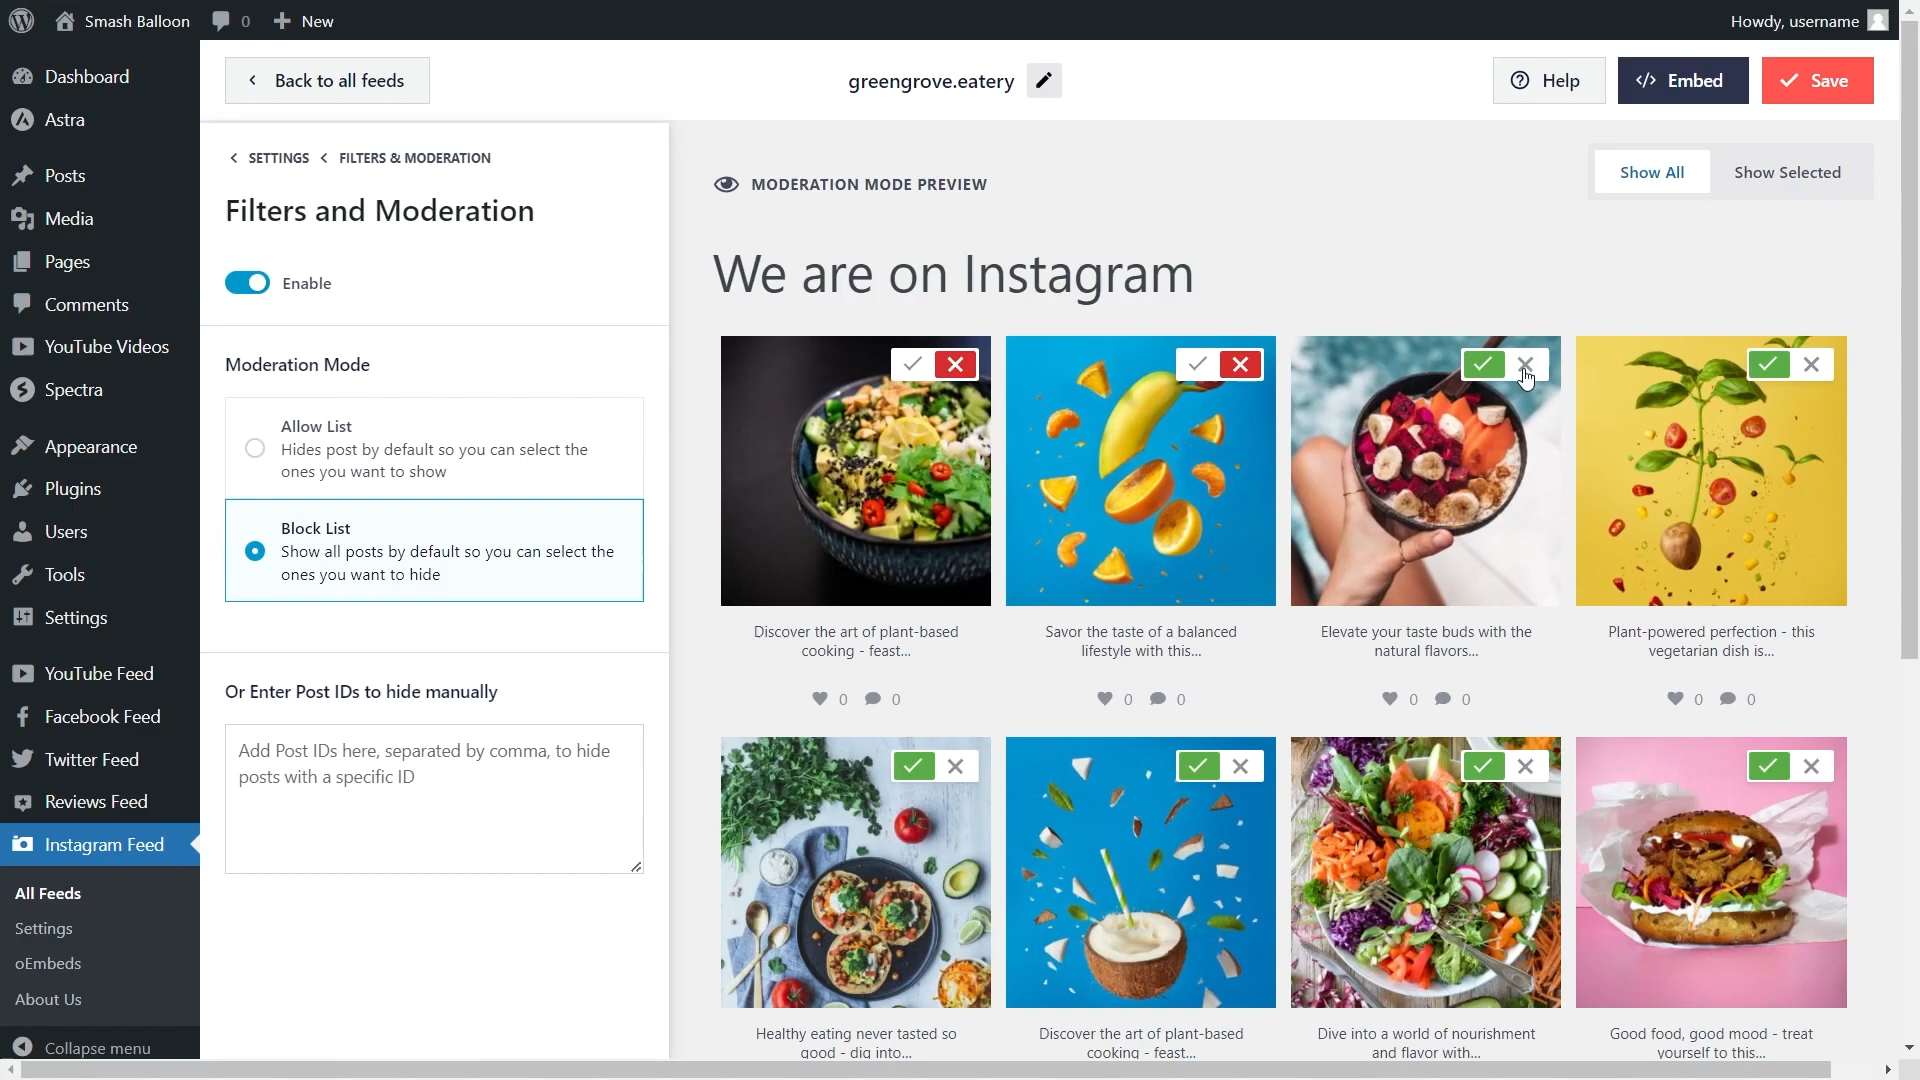 Smash Balloon
0
New
Howdy, username
Dashboard
Astra
Posts
Media
Pages
Comments
YouTube Videos
Spectra
Appearance
Plugins
Users
Tools
Settings
YouTube Feed
Facebook Feed
Twitter Feed
Reviews Feed
Instagram Feed
All Feeds
Settings
oEmbeds
About Us
Collapse menu
Back to all feeds
greengrove.eatery
Help
Embed
Save
SETTINGS
FILTERS & MODERATION
Filters and Moderation
Enable
Moderation Mode
Allow List
Hides post by default so you can select the
ones you want to show
Block List
Show all posts by default so you can select the
ones you want to hide
Or Enter Post IDs to hide manually
Add Post IDs here, separated by comma, to hide
posts with a specific ID
MODERATION MODE PREVIEW
Show All
Show Selected
We are on Instagram
Discover the art of plant-based
cooking - feast...
0 0
Savor the taste of a balanced
lifestyle with this...
0 0
Elevate your taste buds with the
natural flavors...
0 0
Plant-powered perfection - this
vegetarian dish is...
0 0
Healthy eating never tasted so
good - dig into...
Discover the art of plant-based
cooking - feast...
Dive into a world of nourishment
and flavor with...
Good food, good mood - treat
yourself to this...